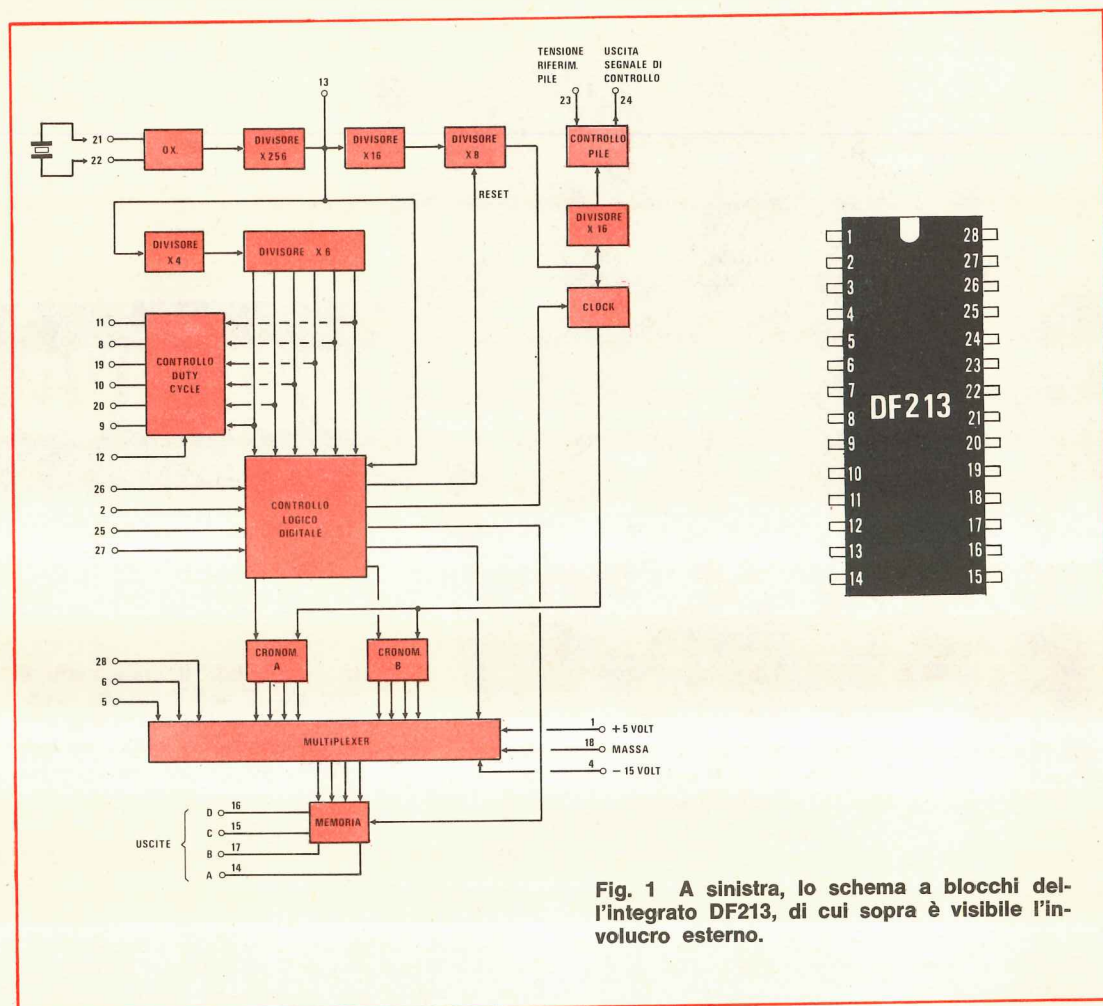 TENSIONE
RIFERIM.
PILE
USCITA
SEGNALE DI
CONTROLLO
13
23
24
21
22
OX.
DIVISORE
X 256
DIVISORE
X 16
DIVISORE
X 8
CONTROLLO
PILE
RESET
DIVISORE
X 16
DIVISORE
X 4
DIVISORE X 6
CLOCK
11
8
19
10
20
9
12
CONTROLLO
DUTY
CYCLE
26
2
25
27
CONTROLLO
LOGICO
DIGITALE
CRONOM.
A
CRONOM.
B
28
6
5
MULTIPLEXER
1 +5 VOLT
18 MASSA
4 – 15 VOLT
USCITE
D 16
C 15
B 17
A 14
MEMORIA
1 28
2 27
3 26
4 25
5 24
6 23
7 22
8 21
9 20
10 19
11 18
12 17
13 16
14 15
DF213
Fig. 1 A sinistra, lo schema a blocchi del-
l'integrato DF213, di cui sopra è visibile l'in-
volucro esterno.